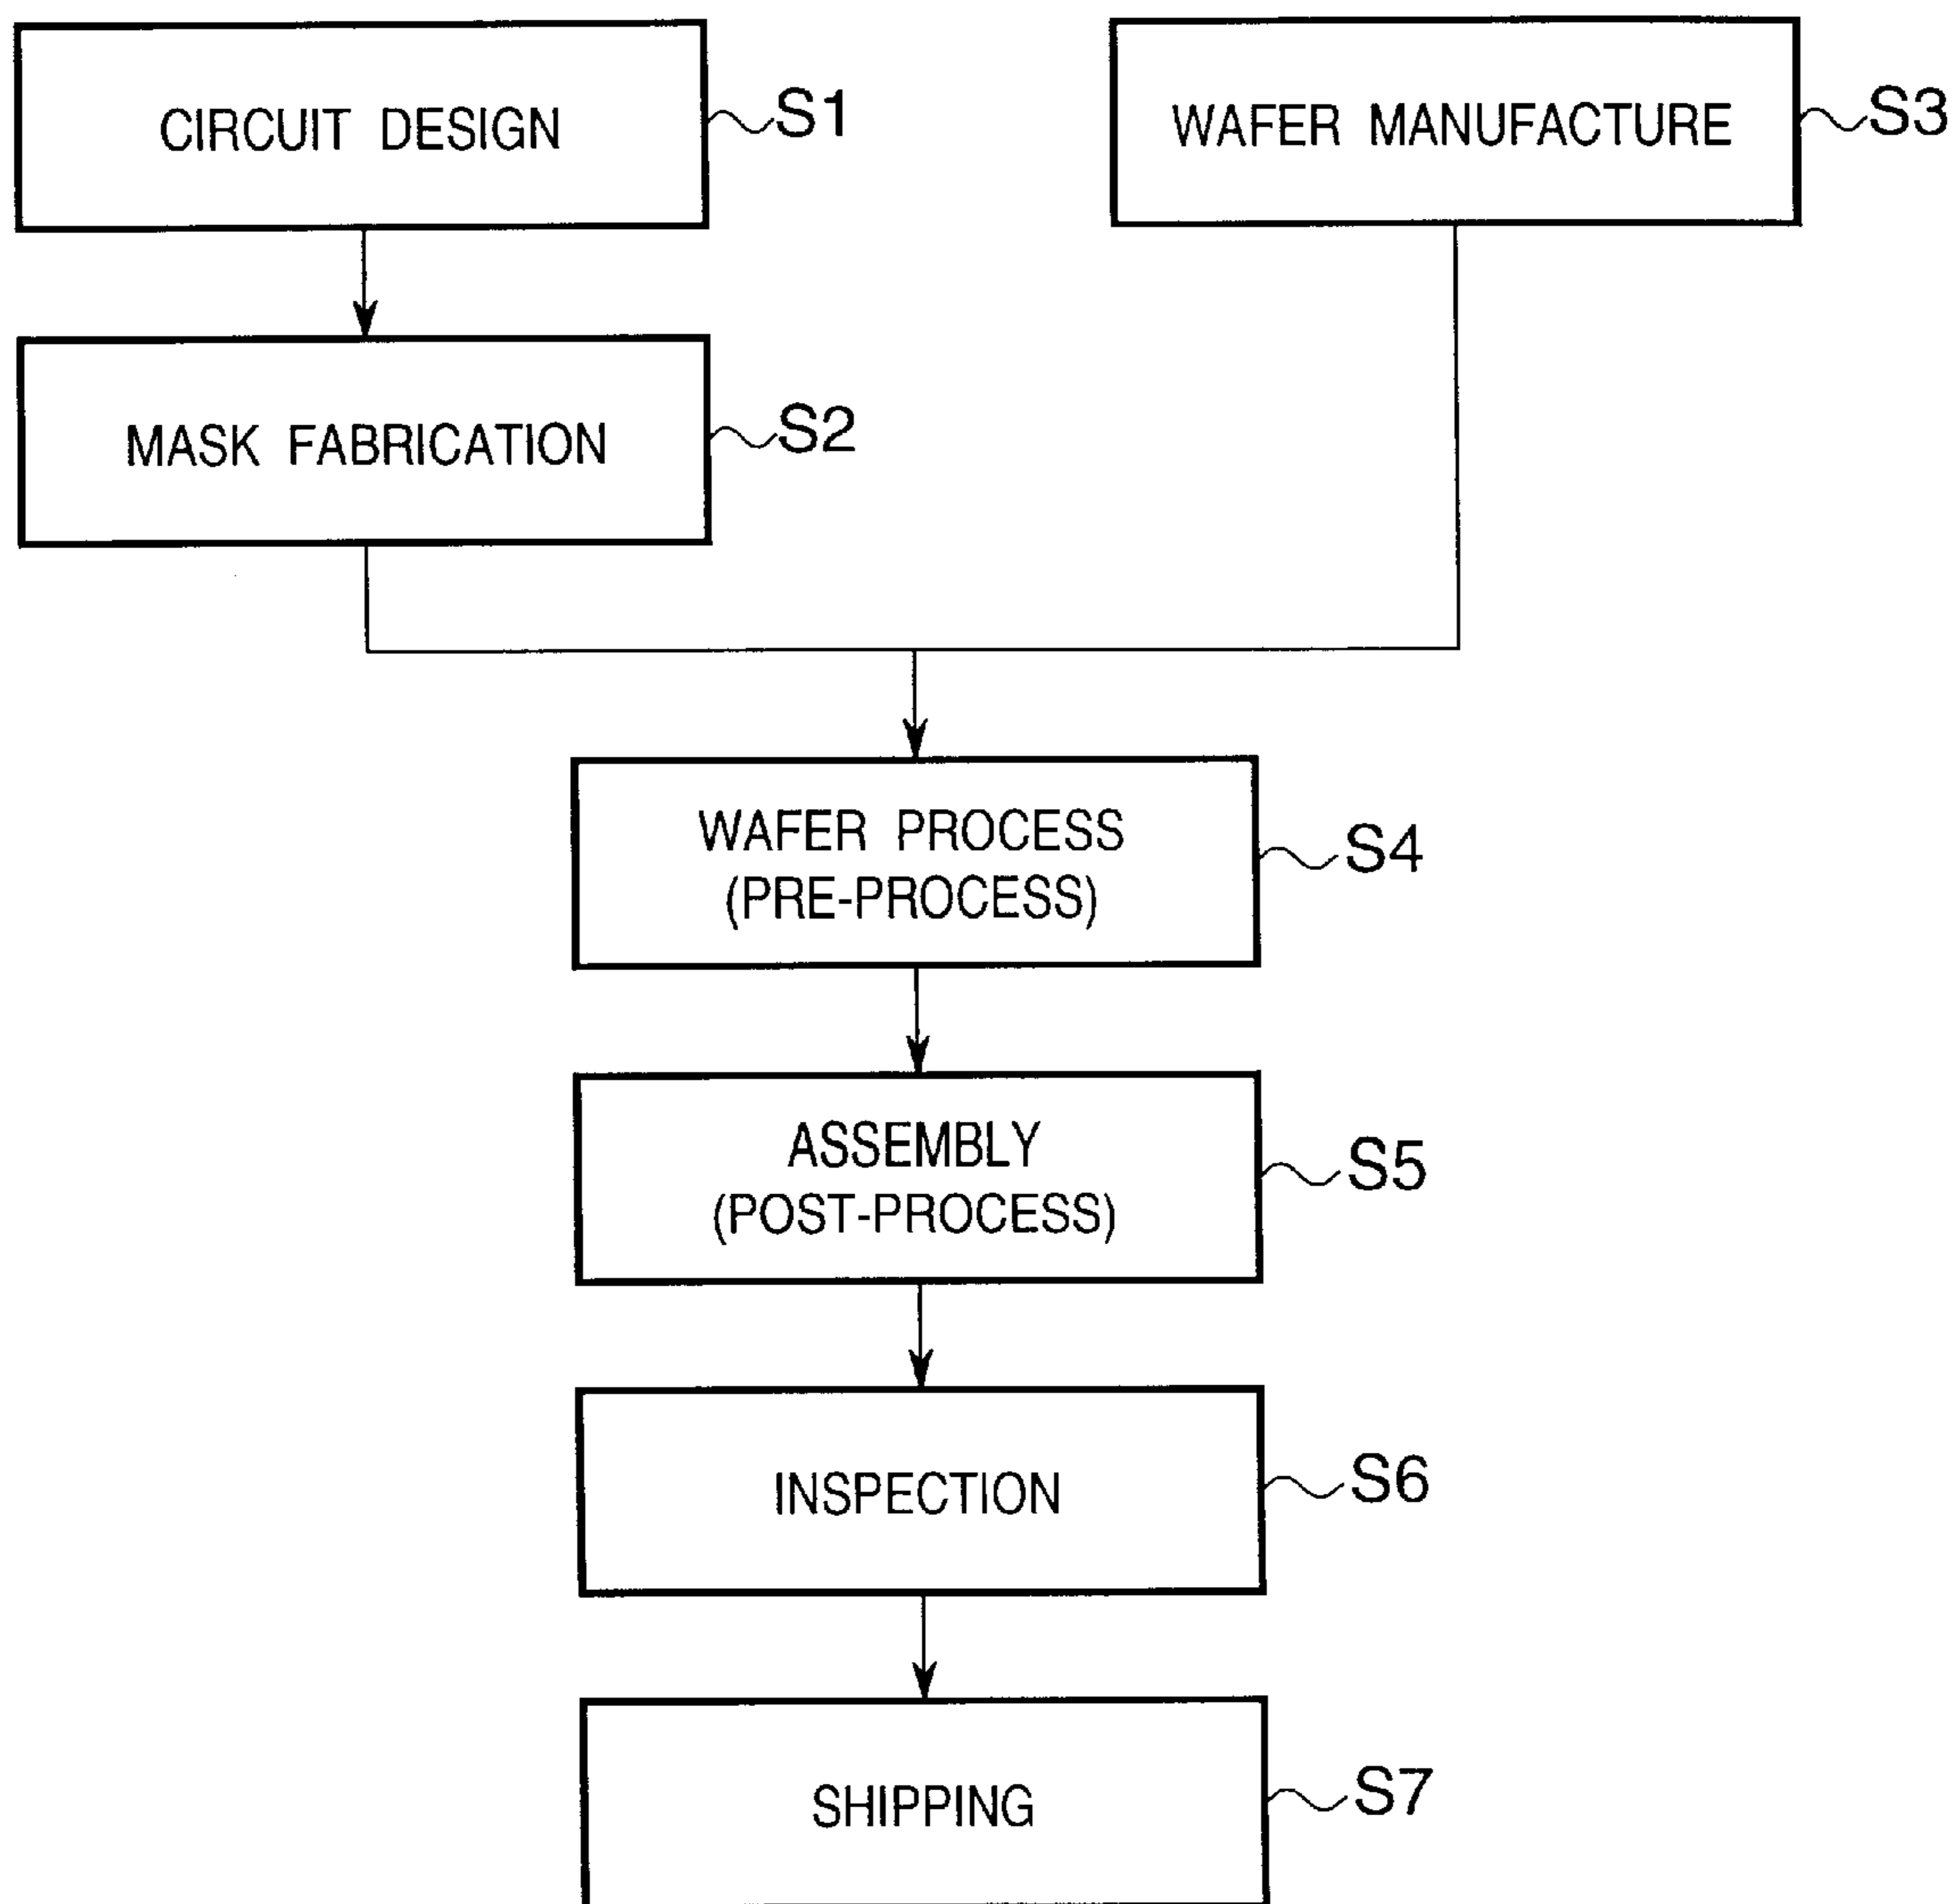 CIRCUIT DESIGN
S1
WAFER MANUFACTURE
S3
MASK FABRICATION
S2
WAFER PROCESS
(PRE-PROCESS)
S4
ASSEMBLY
(POST-PROCESS)
S5
INSPECTION
S6
SHIPPING
S7